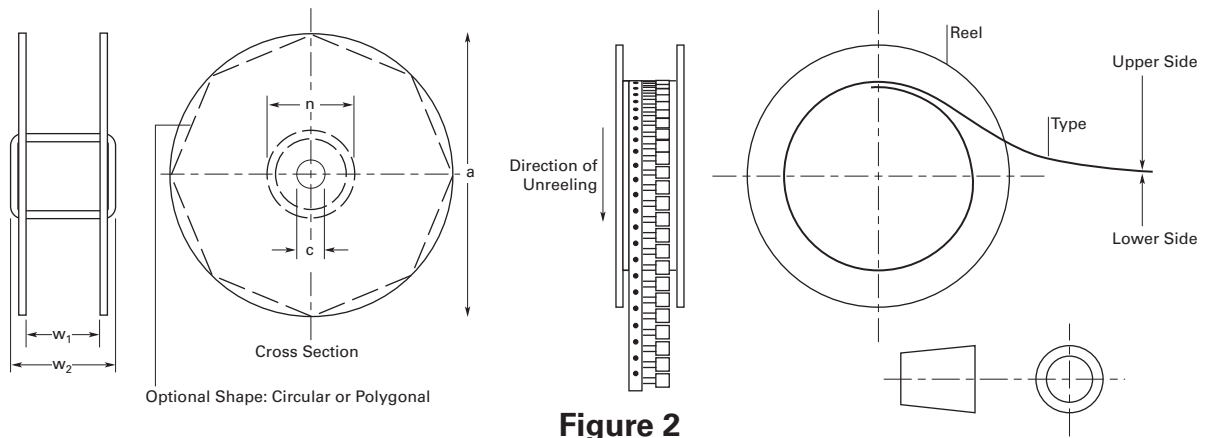 w₁
w₂
n
a
c
Cross Section
Optional Shape: Circular or Polygonal
Direction of
Unreeling
Reel
Upper Side
Type
Lower Side
Figure 2